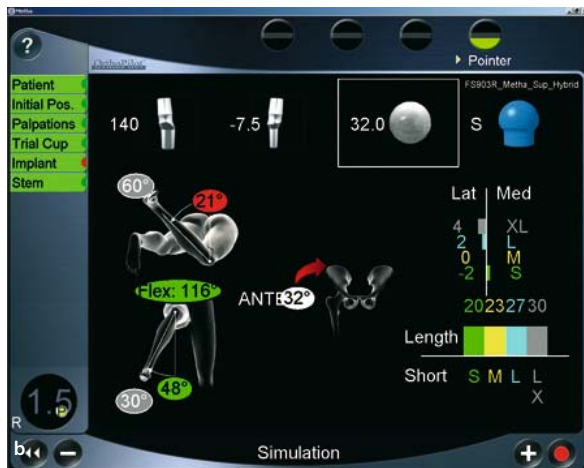 Metha
?
OrthoPilot
Pointer
FS903R_Metha_Sup_Hybrid
Patient
Initial Pos.
Palpations
Trial Cup
Implant
Stem
140
-7.5
32.0
S
60°
21°
Flex: 116°
ANTE
32°
30°
48°
Lat Med
4 XL
2 L
0 M
-2 S
20 23 27 30
Length
Short S M L L
X
1.5
R
b
Simulation